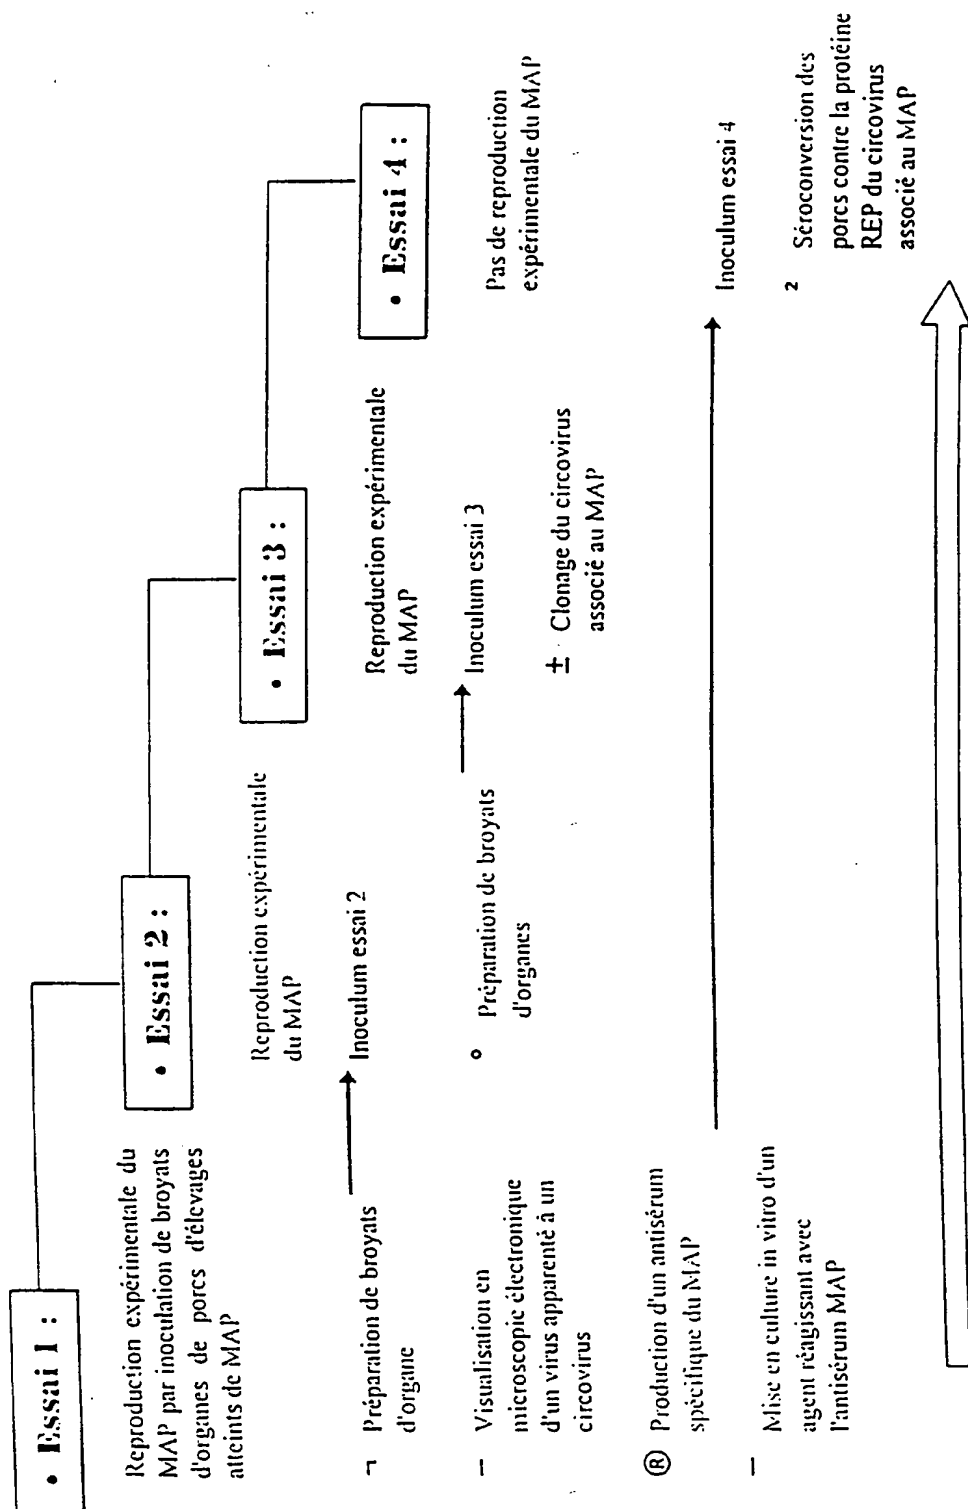 • Essai 1 :
Reproduction expérimentale du
MAP par inoculation de broyats
d'organes de porcs d'élevages
atteints de MAP
¬ Préparation de broyats
d'organe
– Visualisation en
microscopie électronique
d'un virus apparenté à un
circovirus
® Production d'un antisérum
spécifique du MAP
– Mise en culture in vitro d'un
agent réagissant avec
l'antisérum MAP
• Essai 2 :
Reproduction expérimentale
du MAP
Inoculum essai 2
° Préparation de broyats
d'organes
• Essai 3 :
Reproduction expérimentale
du MAP
Inoculum essai 3
± Clonage du circovirus
associé au MAP
• Essai 4 :
Pas de reproduction
expérimentale du MAP
Inoculum essai 4
2 Séroconversion des
porcs contre la protéine
REP du circovirus
associé au MAP